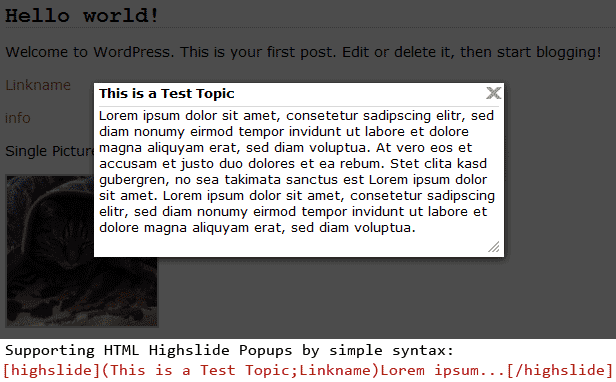 Hello world!
Welcome to WordPress. This is your first post. Edit or delete it, then start blogging!
Linkname
info
Single Picture
This is a Test Topic
Lorem ipsum dolor sit amet, consetetur sadipscing elitr, sed
diam nonumy eirmod tempor invidunt ut labore et dolore
magna aliquyam erat, sed diam voluptua. At vero eos et
accusam et justo duo dolores et ea rebum. Stet clita kasd
gubergren, no sea takimata sanctus est Lorem ipsum dolor
sit amet. Lorem ipsum dolor sit amet, consetetur sadipscing
elitr, sed diam nonumy eirmod tempor invidunt ut labore et
dolore magna aliquyam erat, sed diam voluptua.
Supporting HTML Highslide Popups by simple syntax:
[highslide](This is a Test Topic;Linkname)Lorem ipsum...[/highslide]